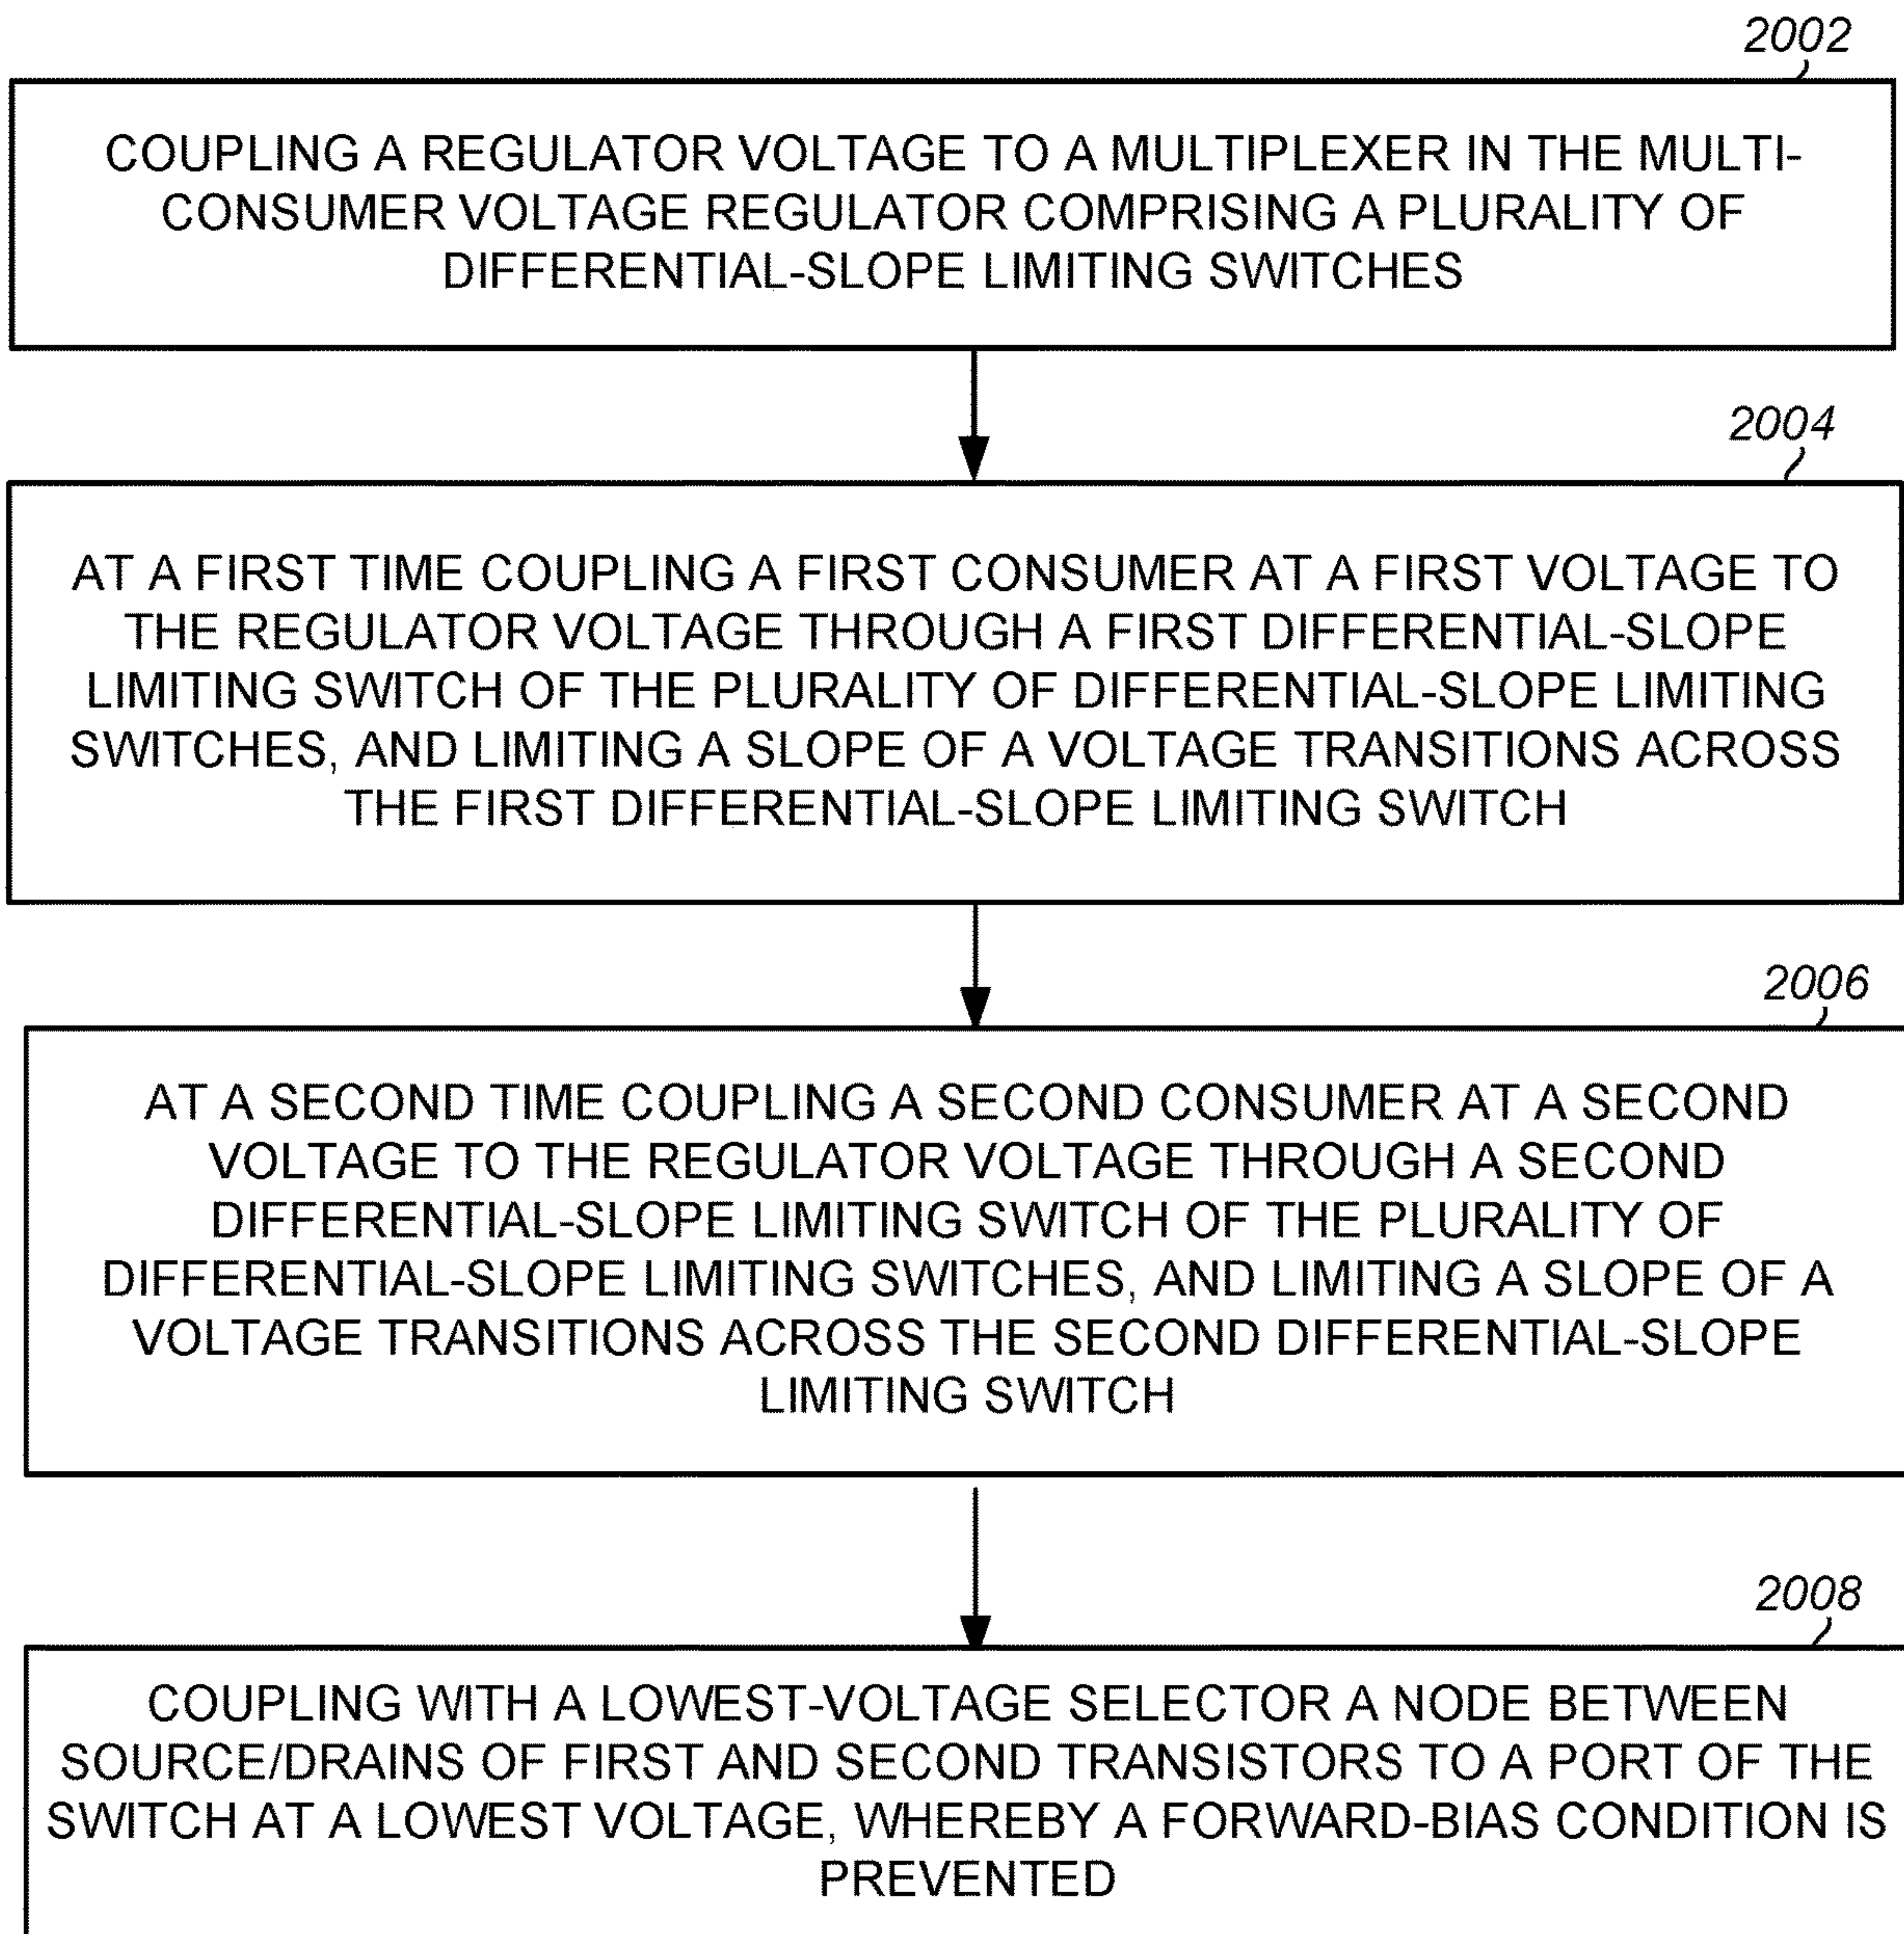 2002
COUPLING A REGULATOR VOLTAGE TO A MULTIPLEXER IN THE MULTI-
CONSUMER VOLTAGE REGULATOR COMPRISING A PLURALITY OF
DIFFERENTIAL-SLOPE LIMITING SWITCHES
2004
AT A FIRST TIME COUPLING A FIRST CONSUMER AT A FIRST VOLTAGE TO
THE REGULATOR VOLTAGE THROUGH A FIRST DIFFERENTIAL-SLOPE
LIMITING SWITCH OF THE PLURALITY OF DIFFERENTIAL-SLOPE LIMITING
SWITCHES, AND LIMITING A SLOPE OF A VOLTAGE TRANSITIONS ACROSS
THE FIRST DIFFERENTIAL-SLOPE LIMITING SWITCH
2006
AT A SECOND TIME COUPLING A SECOND CONSUMER AT A SECOND
VOLTAGE TO THE REGULATOR VOLTAGE THROUGH A SECOND
DIFFERENTIAL-SLOPE LIMITING SWITCH OF THE PLURALITY OF
DIFFERENTIAL-SLOPE LIMITING SWITCHES, AND LIMITING A SLOPE OF A
VOLTAGE TRANSITIONS ACROSS THE SECOND DIFFERENTIAL-SLOPE
LIMITING SWITCH
2008
COUPLING WITH A LOWEST-VOLTAGE SELECTOR A NODE BETWEEN
SOURCE/DRAINS OF FIRST AND SECOND TRANSISTORS TO A PORT OF THE
SWITCH AT A LOWEST VOLTAGE, WHEREBY A FORWARD-BIAS CONDITION IS
PREVENTED